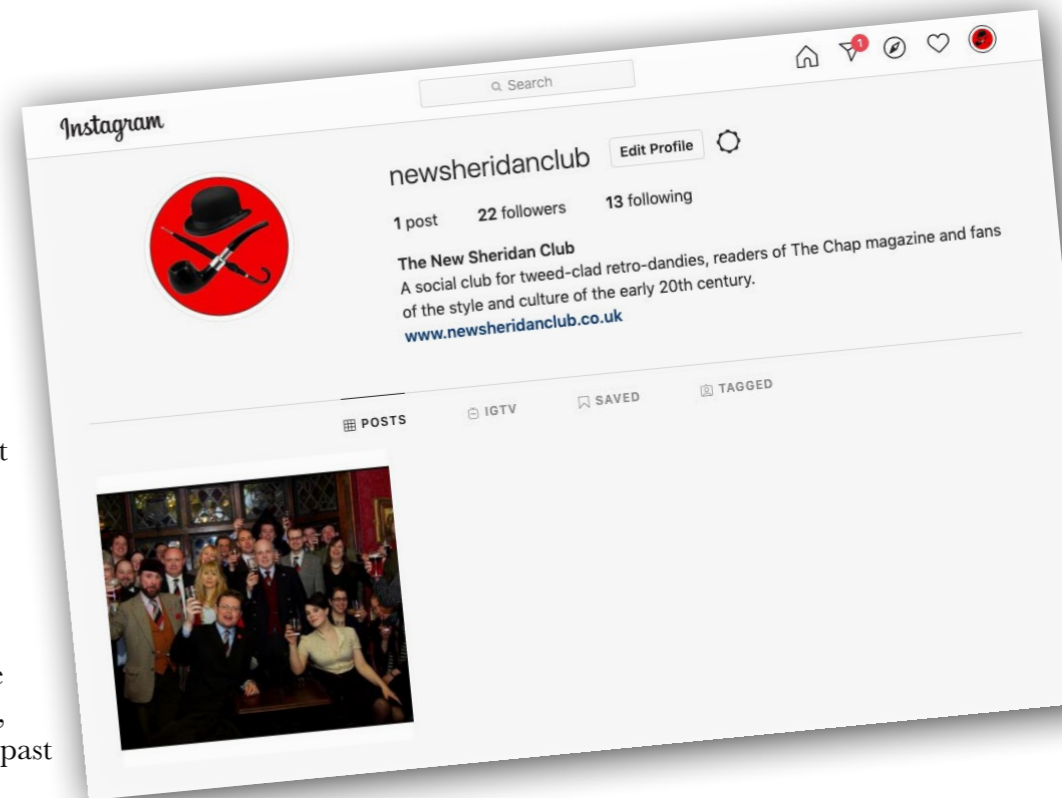 Instagram
Search
1
newsheridanclub Edit Profile
1 post 22 followers 13 following
The New Sheridan Club
A social club for tweed-clad retro-dandies, readers of The Chap magazine and fans
of the style and culture of the early 20th century.
www.newsheridanclub.co.uk
POSTS IGTV SAVED TAGGED
past